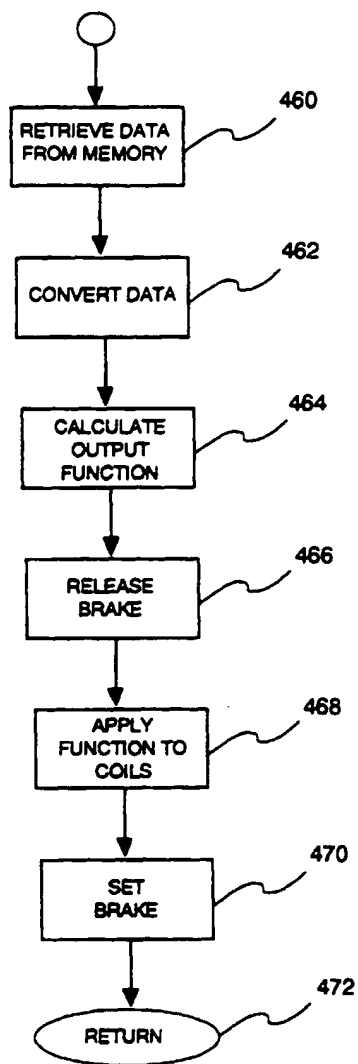 460
RETRIEVE DATA
FROM MEMORY
462
CONVERT DATA
464
CALCULATE
OUTPUT
FUNCTION
466
RELEASE
BRAKE
468
APPLY
FUNCTION TO
COILS
470
SET
BRAKE
472
RETURN